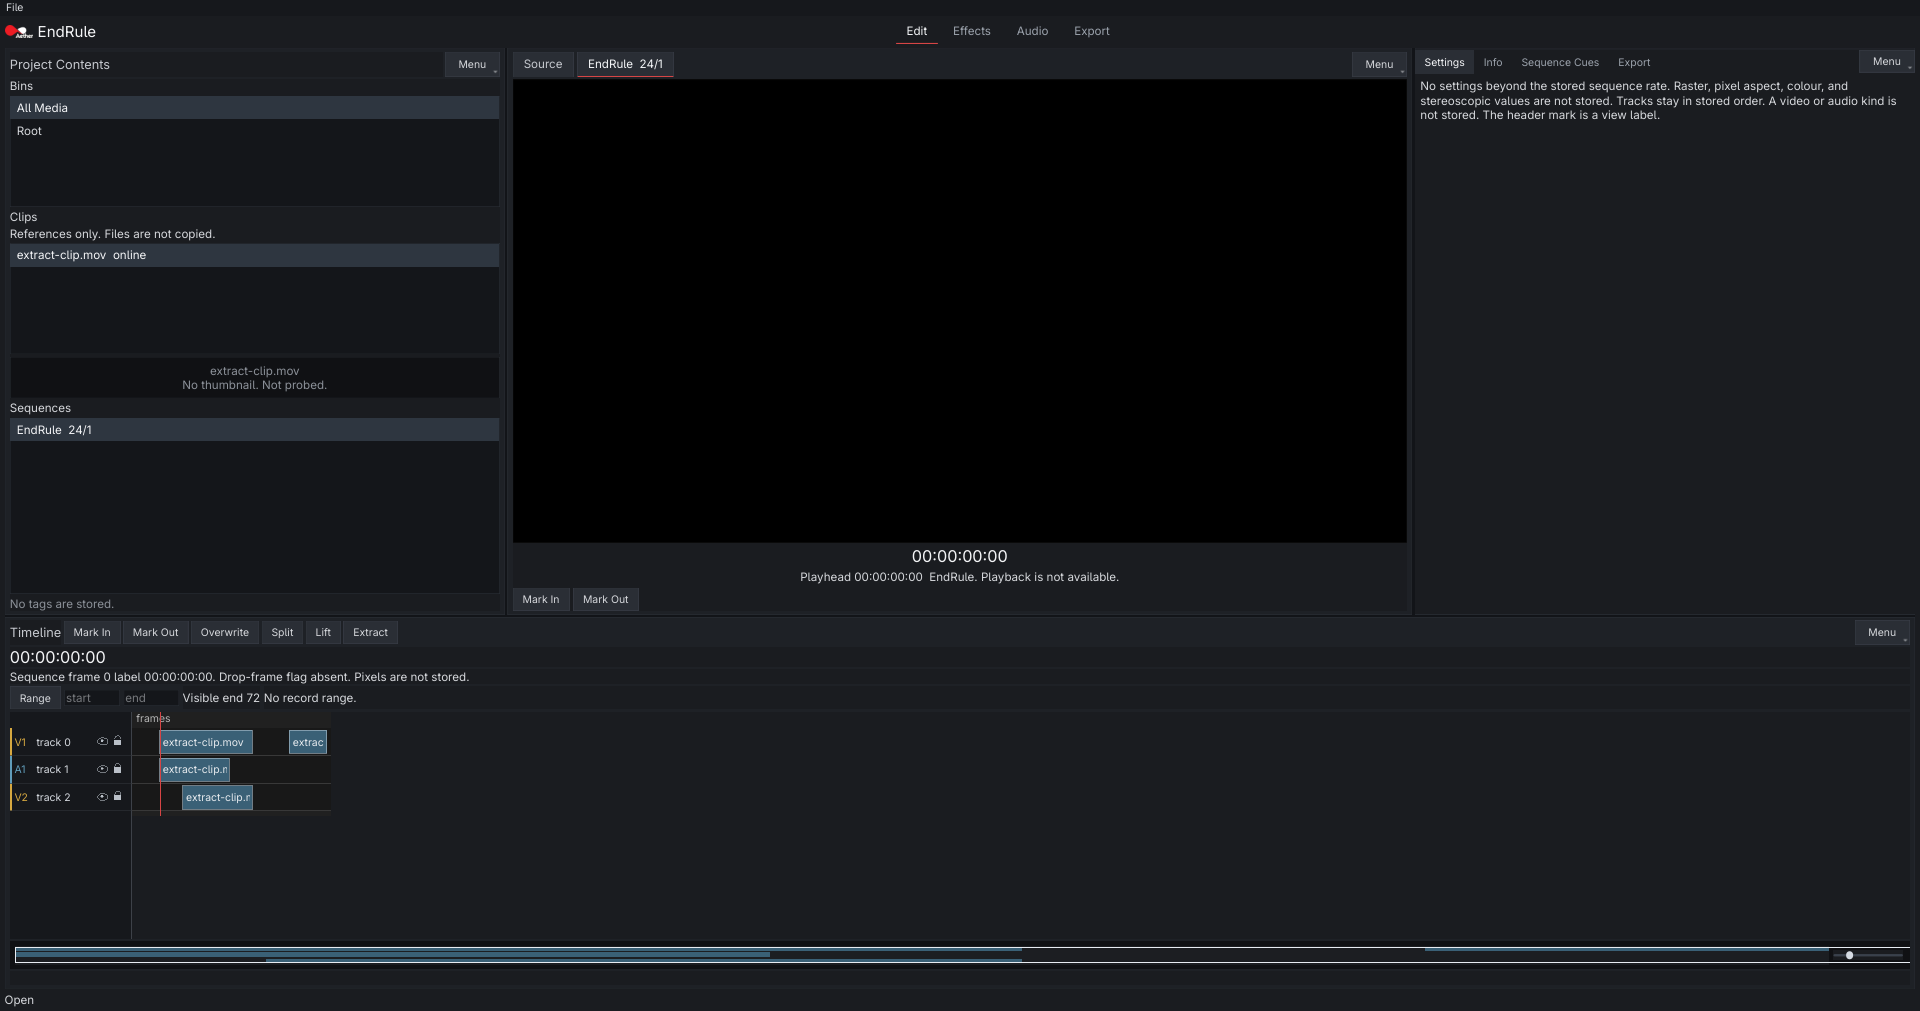 File
Aether
EndRule
Edit
Effects
Audio
Export
Project Contents
Menu
Bins
All Media
Root
Clips
References only. Files are not copied.
extract-clip.mov online
extract-clip.mov
No thumbnail. Not probed.
Sequences
EndRule 24/1
No tags are stored.
Source
EndRule 24/1
Menu
00:00:00:00
Playhead 00:00:00:00 EndRule. Playback is not available.
Mark In
Mark Out
Settings
Info
Sequence Cues
Export
Menu
No settings beyond the stored sequence rate. Raster, pixel aspect, colour, and
stereoscopic values are not stored. Tracks stay in stored order. A video or audio kind is
not stored. The header mark is a view label.
Timeline
Mark In
Mark Out
Overwrite
Split
Lift
Extract
Menu
00:00:00:00
Sequence frame 0 label 00:00:00:00. Drop-frame flag absent. Pixels are not stored.
Range
start
end
Visible end 72 No record range.
frames
V1 track 0
extract-clip.mov
extrac
A1 track 1
extract-clip.n
V2 track 2
extract-clip.r
Open